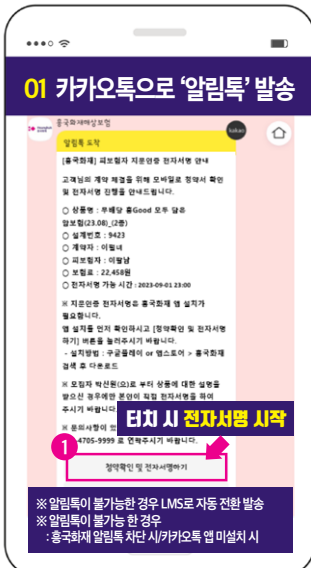 01 카카오톡으로 ‘알림톡’ 발송
흥국화재해상보험
kakao
알림톡 도착
[흥국화재] 피보험자 지문인증 전자서명 안내
고객님의 계약 체결을 위해 모바일로 청약서 확인
및 전자서명 진행을 안내드립니다.
○ 상품명 : 무배당 흥Good 모두 담은
암보험(23.08)_(2종)
○ 설계번호 : 9423
○ 계약자 : 이필녀
○ 피보험자 : 이필남
○ 보험료 : 22,458원
○ 전자서명 가능 시간 : 2023-09-01 23:00
※ 지문인증 전자서명은 흥국화재 앱 설치가
필요합니다.
앱 설치를 먼저 확인하시고 [청약확인 및 전자서명
하기] 버튼을 눌러주시기 바랍니다.
- 설치방법 : 구글플레이 or 앱스토어 > 흥국화재
검색 후 다운로드
※ 모집자 박신원(으)로 부터 상품에 대한 설명을
받으신 경우에만 본인이 직접 전자서명을 하여
주시기 바랍니다.
터치 시 전자서명 시작
※ 문의사항이 있
4705-9999 로 연락주시기 바랍니다.
1
청약확인 및 전자서명하기
※ 알림톡이 불가능한 경우 LMS로 자동 전환 발송
※ 알림톡이 불가능 한 경우
: 흥국화재 알림톡 차단 시/카카오톡 앱 미설치 시